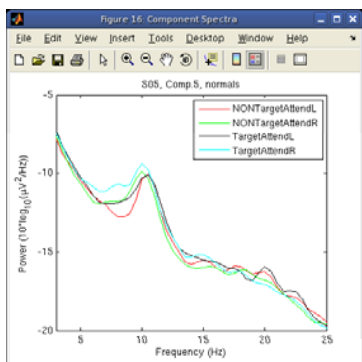 Figure 16: Component Spectra
File Edit View Insert Tools Desktop Window Help
S05, Comp.5, normals
NONTargetAttendL
NONTargetAttendR
TargetAttendL
TargetAttendR
Power (10*log10(μV2/Hz))
-5
-10
-15
-20
5 10 15 20 25
Frequency (Hz)